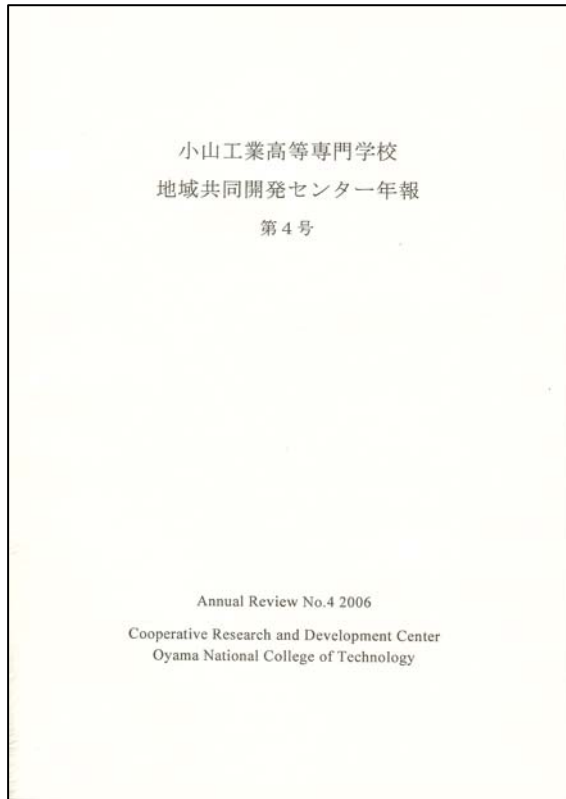 小山工業高等専門学校
地域共同開発センター年報
第４号
Annual Review No.4 2006
Cooperative Research and Development Center
Oyama National College of Technology